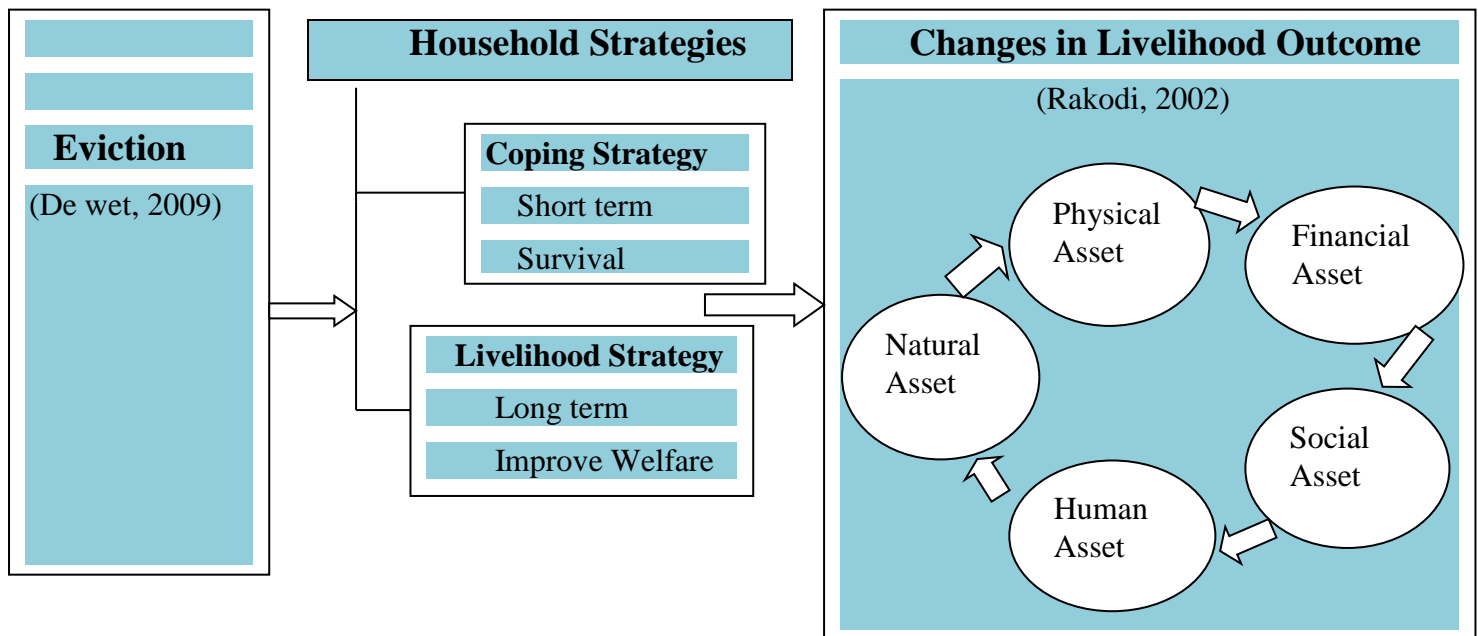 Eviction
(De wet, 2009)
Household Strategies
Coping Strategy
Short term
Survival
Livelihood Strategy
Long term
Improve Welfare
Changes in Livelihood Outcome
(Rakodi, 2002)
Physical
Asset
Financial
Asset
Social
Asset
Human
Asset
Natural
Asset